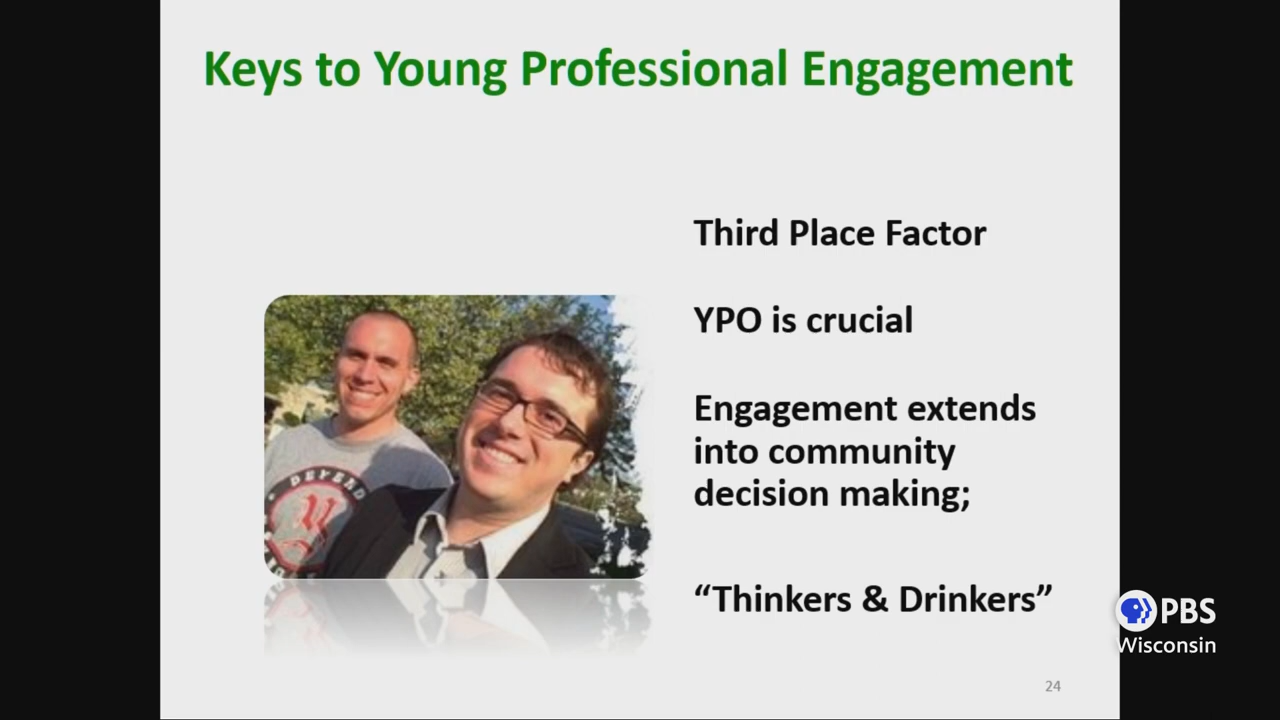 Keys to Young Professional Engagement
Third Place Factor
YPO is crucial
Engagement extends
into community
decision making;
“Thinkers & Drinkers”
DEFEND
PBS
Wisconsin
24